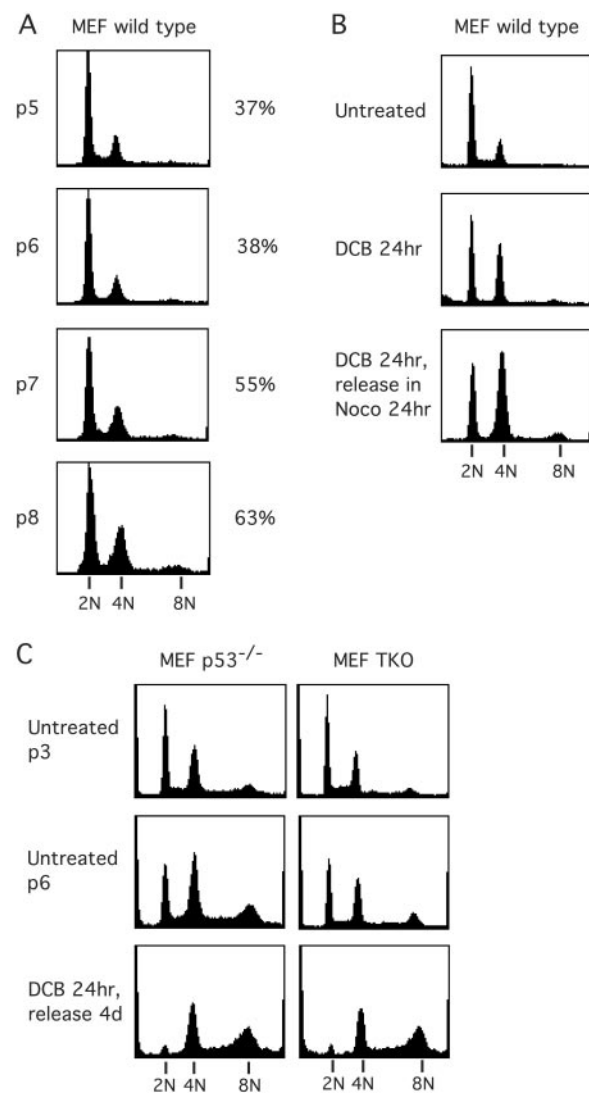 A
MEF wild type
p5
37%
p6
38%
p7
55%
p8
63%
2N 4N 8N
B
MEF wild type
Untreated
DCB 24hr
DCB 24hr,
release in
Noco 24hr
2N 4N 8N
C
MEF p53-/-
MEF TKO
Untreated
p3
Untreated
p6
DCB 24hr,
release 4d
2N 4N 8N
2N 4N 8N